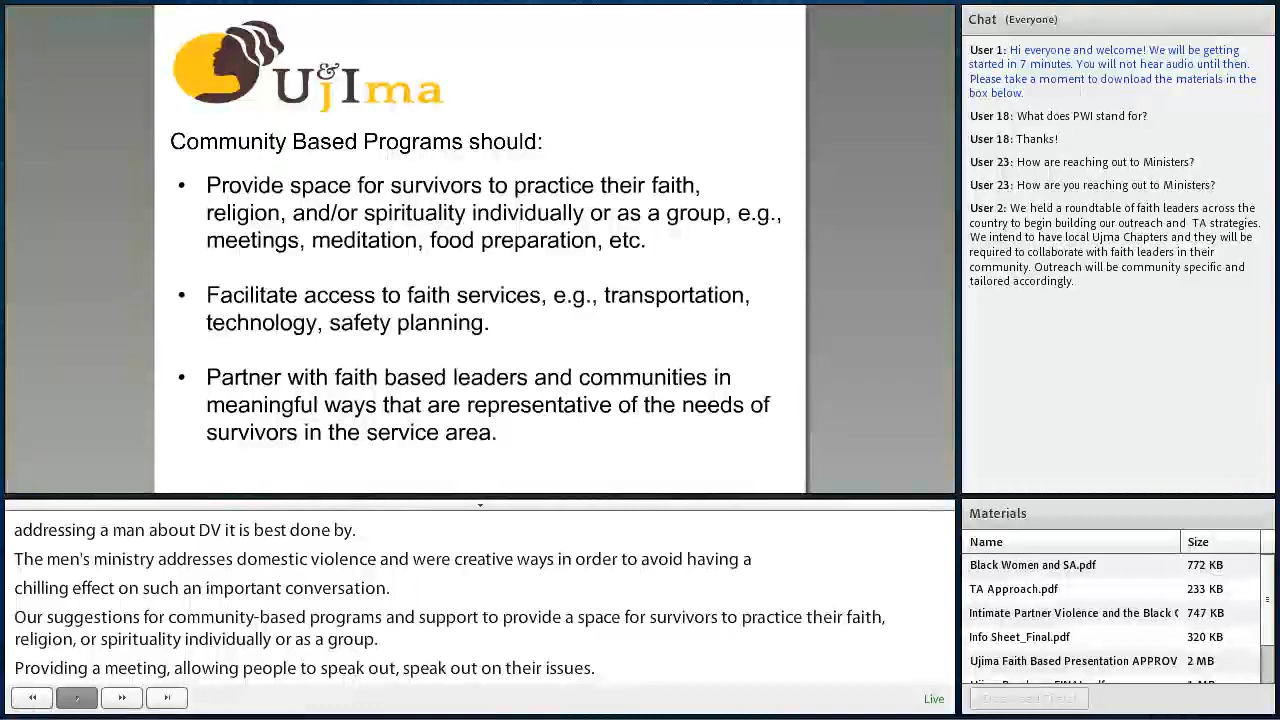 U&jIma
Community Based Programs should:
• Provide space for survivors to practice their faith,
religion, and/or spirituality individually or as a group, e.g.,
meetings, meditation, food preparation, etc.
• Facilitate access to faith services, e.g., transportation,
technology, safety planning.
• Partner with faith based leaders and communities in
meaningful ways that are representative of the needs of
survivors in the service area.
addressing a man about DV it is best done by.
The men's ministry addresses domestic violence and were creative ways in order to avoid having a
chilling effect on such an important conversation.
Our suggestions for community-based programs and support to provide a space for survivors to practice their faith,
religion, or spirituality individually or as a group.
Providing a meeting, allowing people to speak out, speak out on their issues.
Live
Chat (Everyone)
User 1: Hi everyone and welcome! We will be getting
started in 7 minutes. You will not hear audio until then.
Please take a moment to download the materials in the
box below.
User 18: What does PWI stand for?
User 18: Thanks!
User 23: How are reaching out to Ministers?
User 23: How are you reaching out to Ministers?
User 2: We held a roundtable of faith leaders across the
country to begin building our outreach and TA strategies.
We intend to have local Ujma Chapters and they will be
required to collaborate with faith leaders in their
community. Outreach will be community specific and
tailored accordingly.
Materials
Name Size
Black Women and SA.pdf 772 KB
TA Approach.pdf 233 KB
Intimate Partner Violence and the Black 747 KB
Info Sheet_Final.pdf 320 KB
Ujima Faith Based Presentation APPROV 2 MB